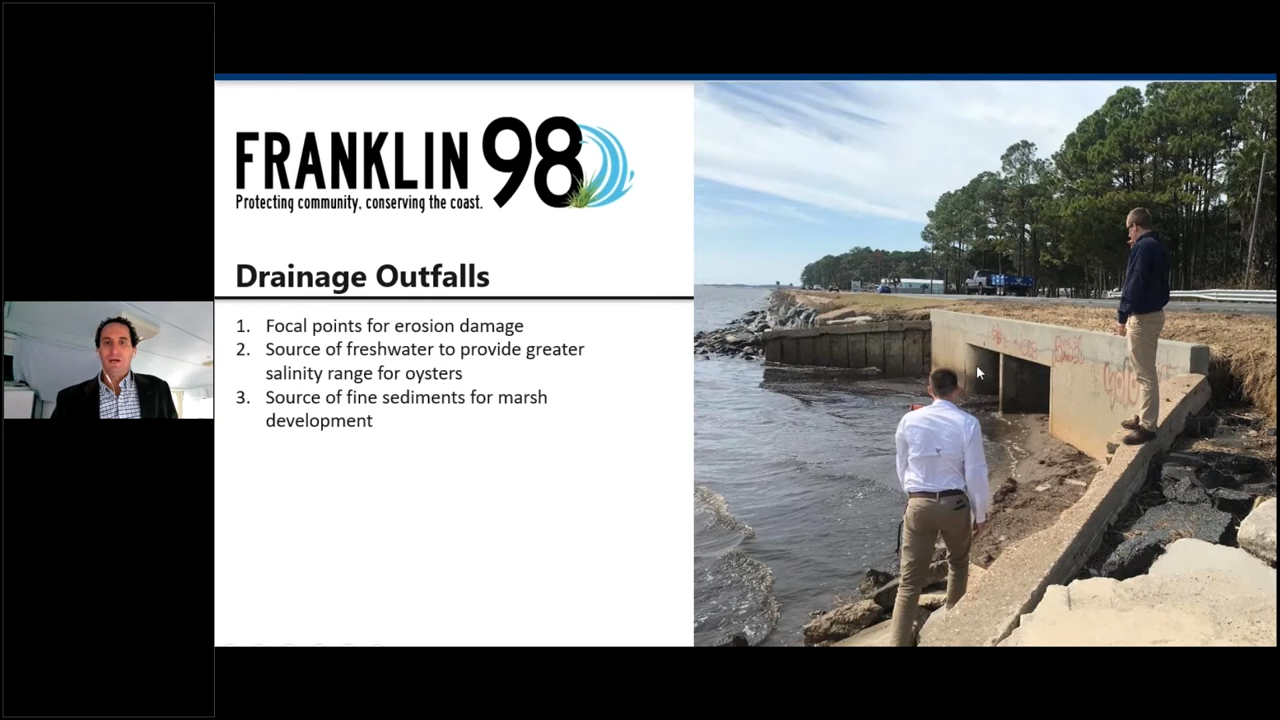 FRANKLIN 98
Protecting community, conserving the coast.
Drainage Outfalls
1. Focal points for erosion damage
2. Source of freshwater to provide greater
salinity range for oysters
3. Source of fine sediments for marsh
development